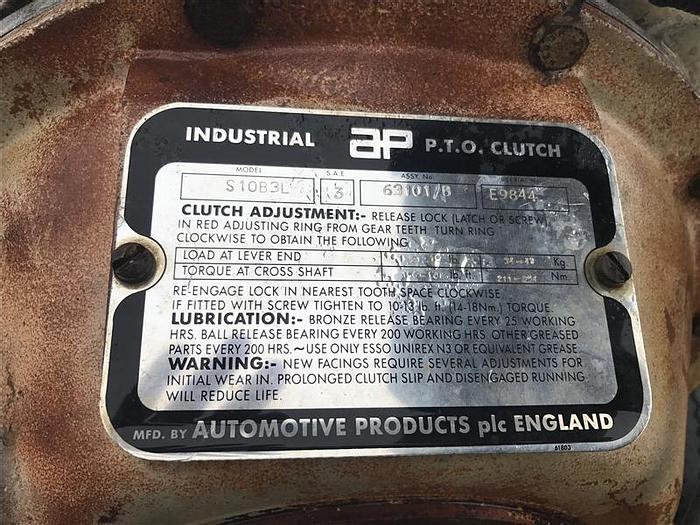 INDUSTRIAL AP P.T.O. CLUTCH
MODEL S.A.E ASSY. No.
S10B3L 3 63101/B E9844
CLUTCH ADJUSTMENT:- RELEASE LOCK (LATCH OR SCREW)
IN RED ADJUSTING RING FROM GEAR TEETH. TURN RING
CLOCKWISE TO OBTAIN THE FOLLOWING
LOAD AT LEVER END lb. Kg.
TORQUE AT CROSS SHAFT lb. ft. Nm.
RE-ENGAGE LOCK IN NEAREST TOOTH SPACE CLOCKWISE.
IF FITTED WITH SCREW TIGHTEN TO 10-13 lb. ft. (14-18Nm.) TORQUE.
LUBRICATION:- BRONZE RELEASE BEARING EVERY 25 WORKING
HRS. BALL RELEASE BEARING EVERY 200 WORKING HRS. OTHER GREASED
PARTS EVERY 200 HRS.~USE ONLY ESSO UNIREX N3 OR EQUIVALENT GREASE.
WARNING:- NEW FACINGS REQUIRE SEVERAL ADJUSTMENTS FOR
INITIAL WEAR IN. PROLONGED CLUTCH SLIP AND DISENGAGED RUNNING
WILL REDUCE LIFE.
MFD. BY AUTOMOTIVE PRODUCTS plc ENGLAND
61803